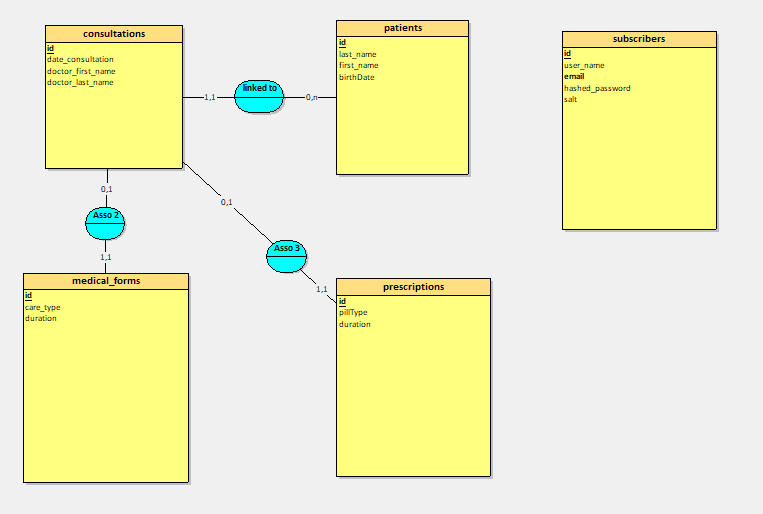 consultations
id
date_consultation
doctor_first_name
doctor_last_name
patients
id
last_name
first_name
birthDate
subscribers
id
user_name
email
hashed_password
salt
1,1
linked to
0,n
0,1
Asso 2
1,1
0,1
Asso 3
1,1
medical_forms
id
care_type
duration
prescriptions
id
pillType
duration